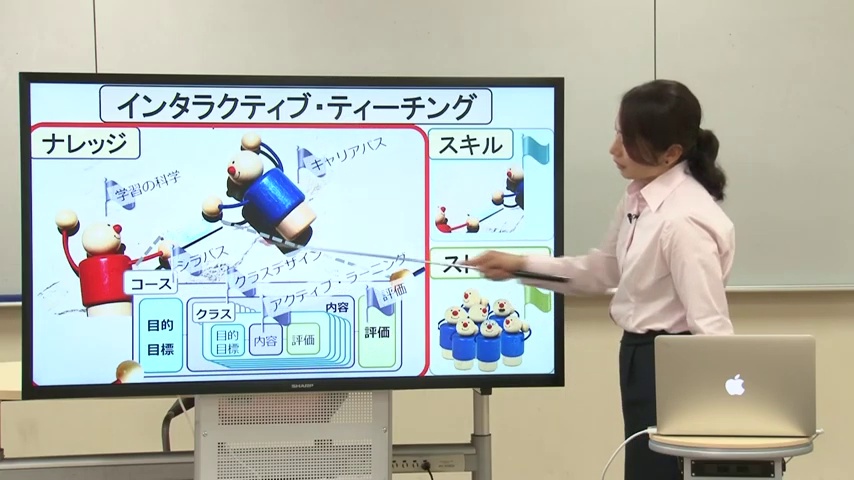 インタラクティブ・ティーチング
ナレッジ
スキル
学習の科学
キャリアパス
シラバス
クラスデザイン
アクティブ・ラーニング
評価
コース
目的
目標
クラス
内容
目的
目標
内容
評価
評価
スト
SHARP